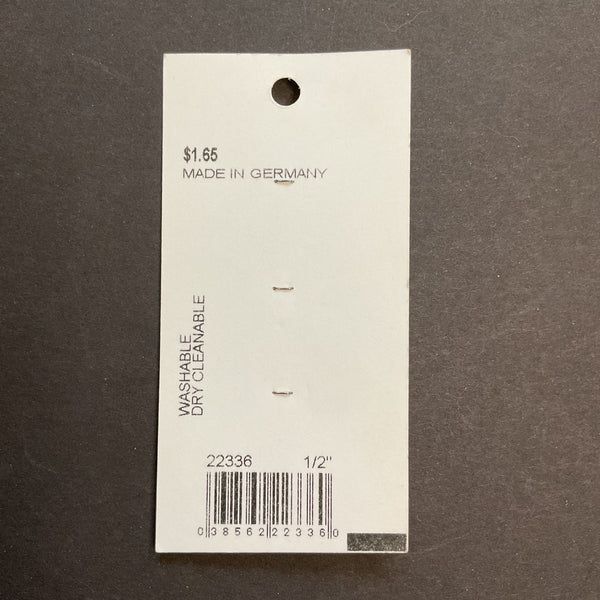 $1.65
MADE IN GERMANY
WASHABLE
DRY CLEANABLE
22336 1/2"
0 38562 22336 0